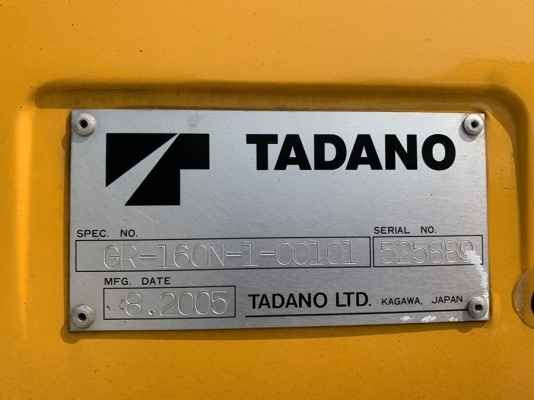 TADANO
SPEC. NO. SERIAL NO.
GR-160N-1-00101 525889
MFG. DATE
8.2005 TADANO LTD. KAGAWA, JAPAN